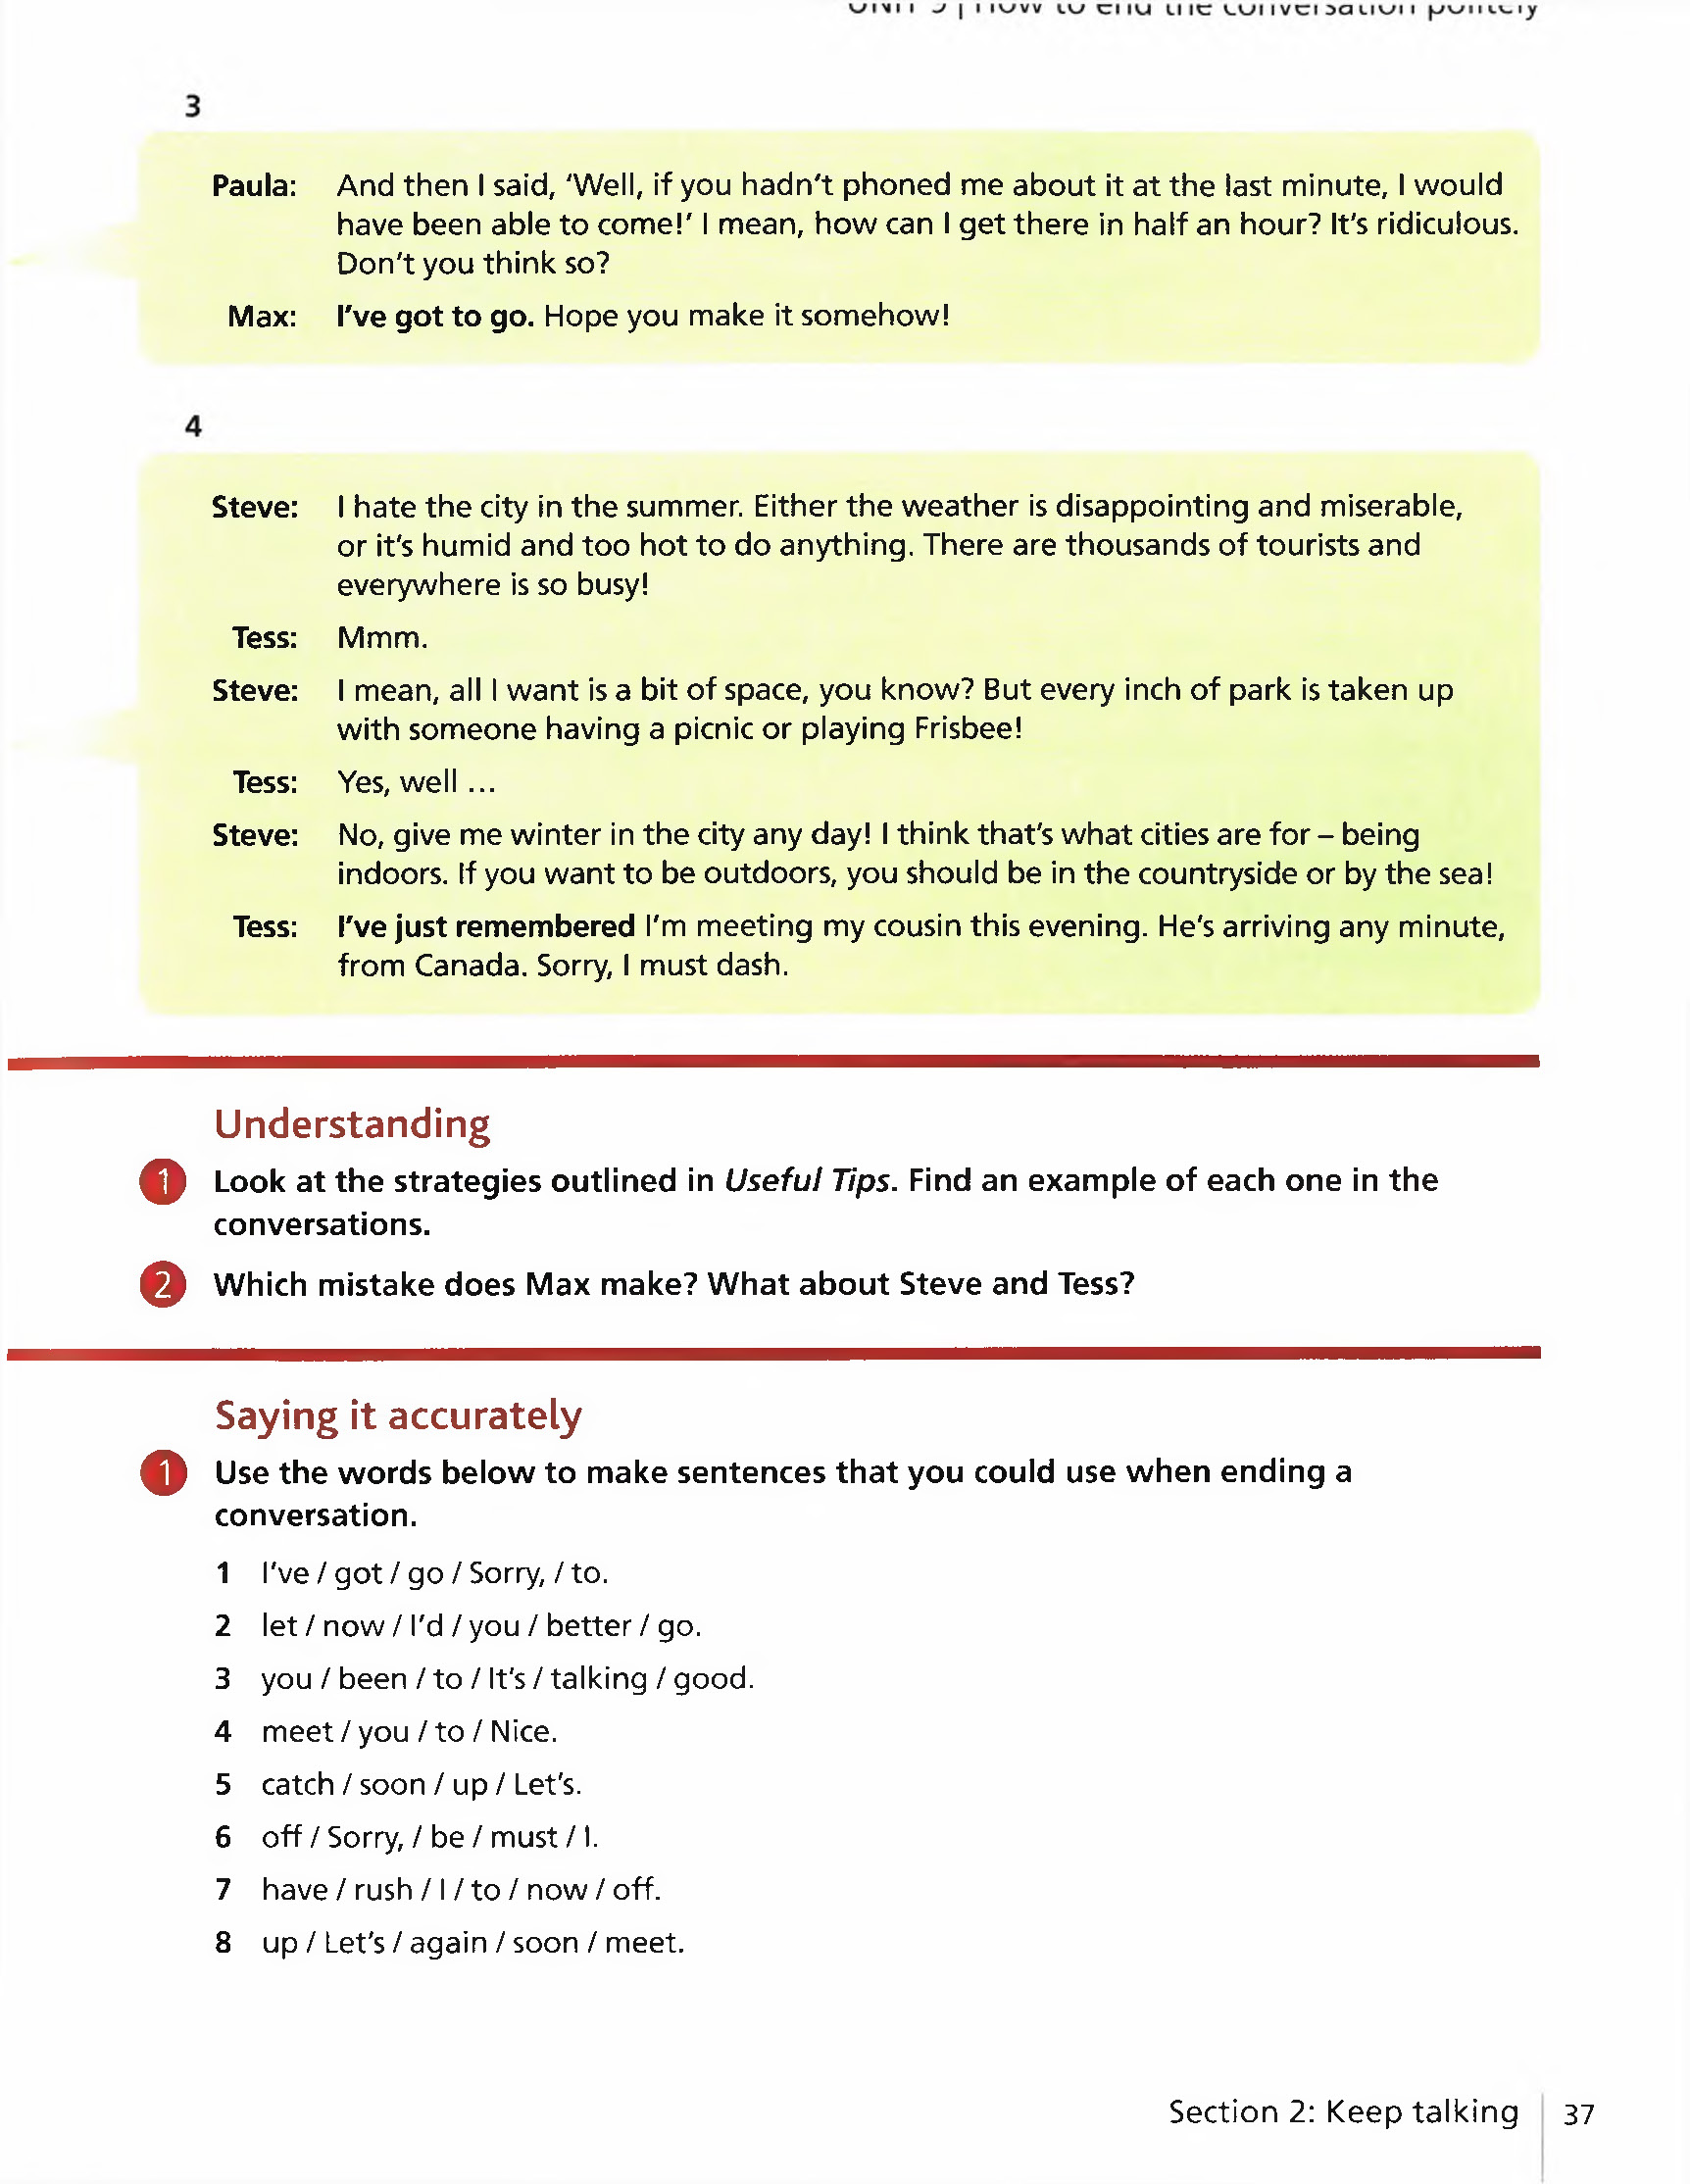 UNIT 9 | How to end the conversation politely
3
Paula: And then I said, ‘Well, if you hadn't phoned me about it at the last minute, I would
have been able to come!’ I mean, how can I get there in half an hour? It's ridiculous.
Don't you think so?
Max: I've got to go. Hope you make it somehow!
4
Steve: I hate the city in the summer. Either the weather is disappointing and miserable,
or it's humid and too hot to do anything. There are thousands of tourists and
everywhere is so busy!
Tess: Mmm.
Steve: I mean, all I want is a bit of space, you know? But every inch of park is taken up
with someone having a picnic or playing Frisbee!
Tess: Yes, well ...
Steve: No, give me winter in the city any day! I think that's what cities are for – being
indoors. If you want to be outdoors, you should be in the countryside or by the sea!
Tess: I've just remembered I'm meeting my cousin this evening. He's arriving any minute,
from Canada. Sorry, I must dash.
Understanding
1 Look at the strategies outlined in Useful Tips. Find an example of each one in the
conversations.
2 Which mistake does Max make? What about Steve and Tess?
Saying it accurately
1 Use the words below to make sentences that you could use when ending a
conversation.
1 I've / got / go / Sorry, / to.
2 let / now / I'd / you / better / go.
3 you / been / to / It's / talking / good.
4 meet / you / to / Nice.
5 catch / soon / up / Let's.
6 off / Sorry, / be / must / I.
7 have / rush / I / to / now / off.
8 up / Let's / again / soon / meet.
Section 2: Keep talking 37